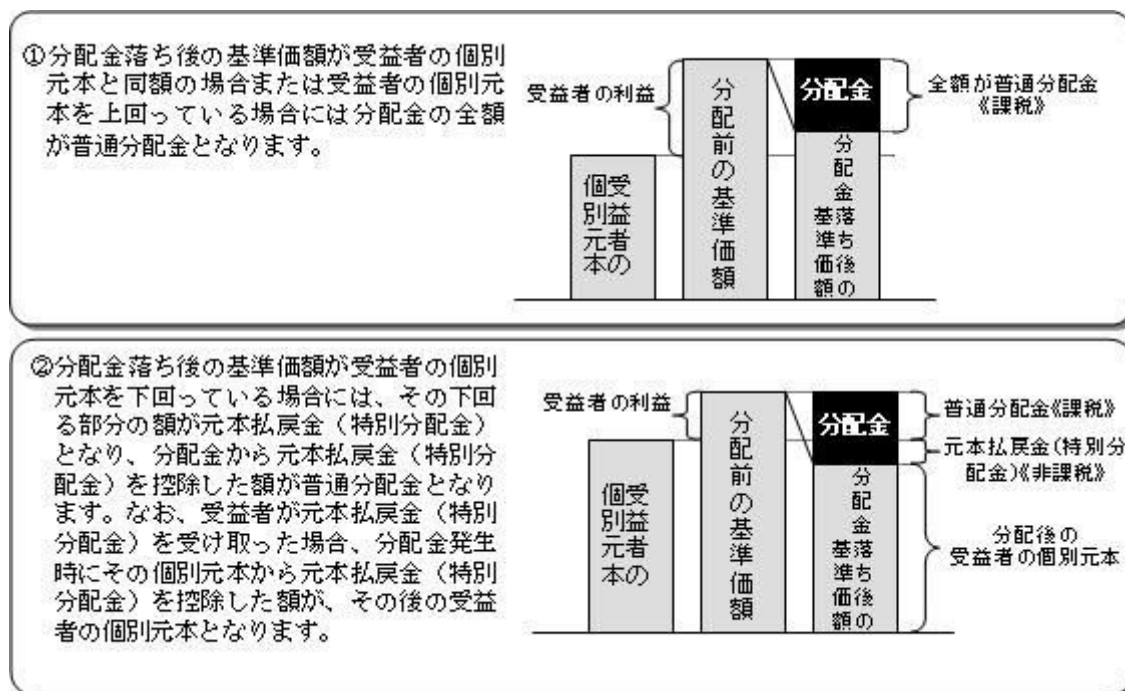 ①分配金落ち後の基準価額が受益者の個別
元本と同額の場合または受益者の個別元
本を上回っている場合には分配金の全額
が普通分配金となります。
受益者の利益
受益者の
個別元本
分配前の基準価額
分配金
分配金落ち後の
基準価額
全額が普通分配金
《課税》
②分配金落ち後の基準価額が受益者の個別
元本を下回っている場合には、その下回
る部分の額が元本払戻金（特別分配金）
となり、分配金から元本払戻金（特別分
配金）を控除した額が普通分配金となり
ます。なお、受益者が元本払戻金（特別
分配金）を受け取った場合、分配金発生
時にその個別元本から元本払戻金（特別
分配金）を控除した額が、その後の受益
者の個別元本となります。
受益者の利益
受益者の
個別元本
分配前の基準価額
分配金
分配金落ち後の
基準価額
普通分配金《課税》
元本払戻金(特別分
配金)《非課税》
分配後の
受益者の個別元本